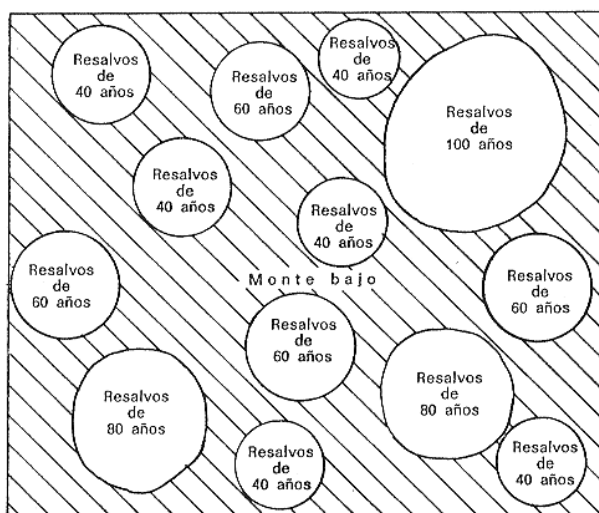 Resalvos
de
40 años
Resalvos
de
60 años
Resalvos
de
40 años
Resalvos
de
100 años
Resalvos
de
40 años
Resalvos
de
40 años
Monte bajo
Resalvos
de
60 años
Resalvos
de
60 años
Resalvos
de
60 años
Resalvos
de
80 años
Resalvos
de
80 años
Resalvos
de
40 años
Resalvos
de
40 años